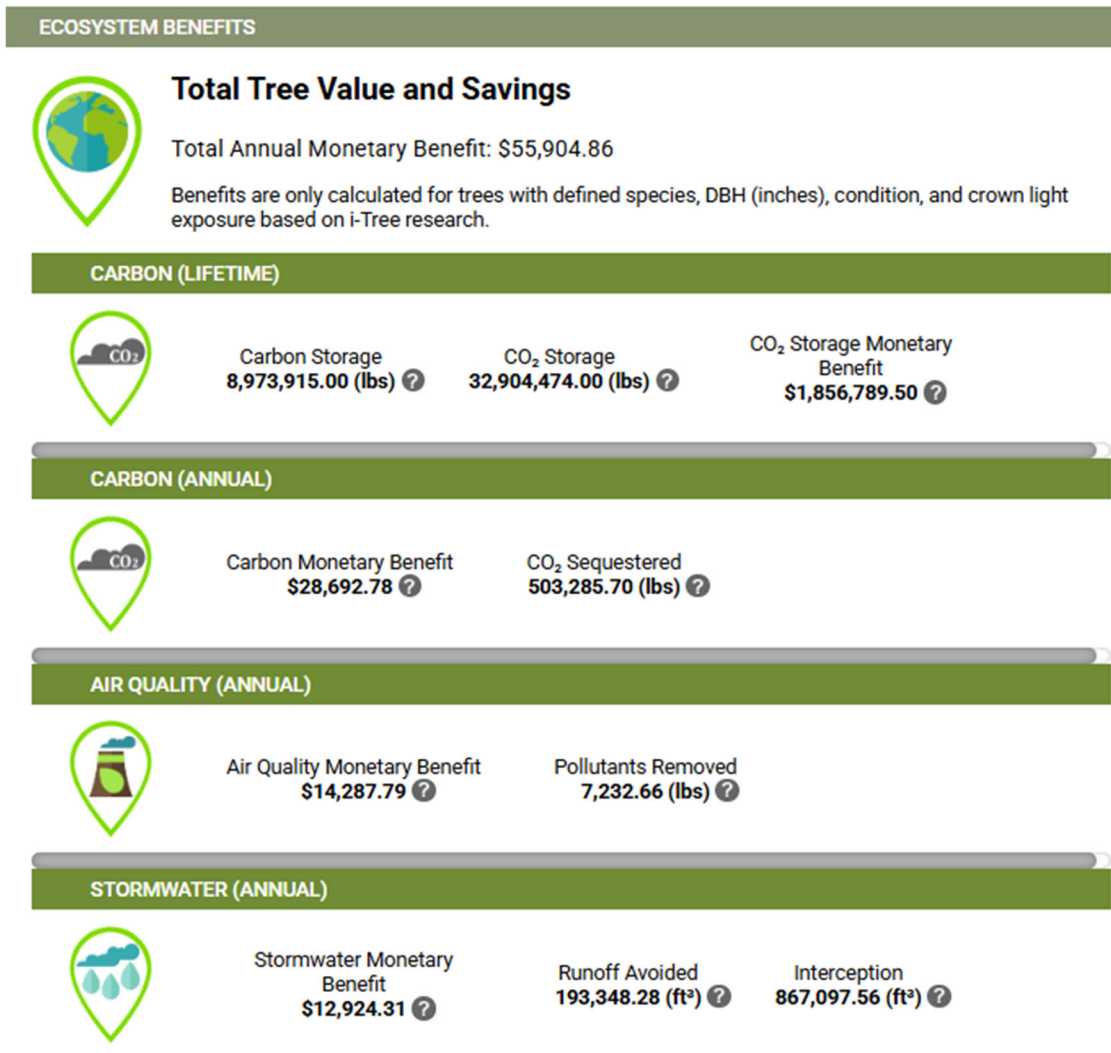 ECOSYSTEM BENEFITS
Total Tree Value and Savings
Total Annual Monetary Benefit: $55,904.86
Benefits are only calculated for trees with defined species, DBH (inches), condition, and crown light
exposure based on i-Tree research.
CARBON (LIFETIME)
CO₂
Carbon Storage
8,973,915.00 (lbs) ?
CO₂ Storage
32,904,474.00 (lbs) ?
CO₂ Storage Monetary
Benefit
$1,856,789.50 ?
CARBON (ANNUAL)
CO₂
Carbon Monetary Benefit
$28,692.78 ?
CO₂ Sequestered
503,285.70 (lbs) ?
AIR QUALITY (ANNUAL)
Air Quality Monetary Benefit
$14,287.79 ?
Pollutants Removed
7,232.66 (lbs) ?
STORMWATER (ANNUAL)
Stormwater Monetary
Benefit
$12,924.31 ?
Runoff Avoided
193,348.28 (ft³) ?
Interception
867,097.56 (ft³) ?